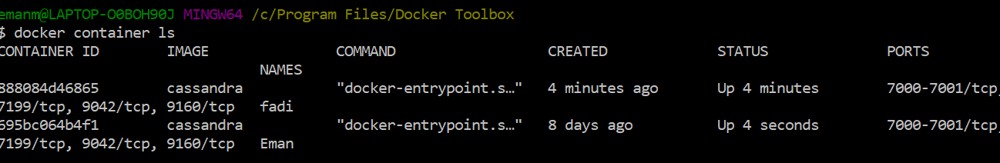 emanm@LAPTOP-O0BOH90J MINGW64 /c/Program Files/Docker Toolbox
$ docker container ls
CONTAINER ID        IMAGE               COMMAND                  CREATED             STATUS              PORTS
                               NAMES
888084d46865        cassandra           "docker-entrypoint.s…"   4 minutes ago       Up 4 minutes        7000-7001/tcp,
7199/tcp, 9042/tcp, 9160/tcp   fadi
695bc064b4f1        cassandra           "docker-entrypoint.s…"   8 days ago          Up 4 seconds        7000-7001/tcp,
7199/tcp, 9042/tcp, 9160/tcp   Eman